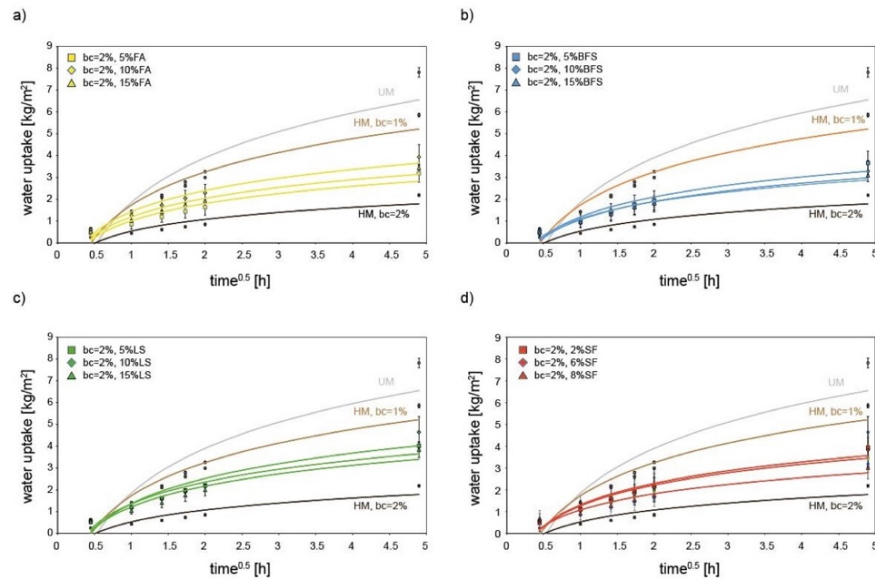 a)
9
8
7
6
5
4
3
2
1
0
water uptake [kg/m²]
bc=2%, 5%FA
bc=2%, 10%FA
bc=2%, 15%FA
UM
HM, bc=1%
HM, bc=2%
0 0.5 1 1.5 2 2.5 3 3.5 4 4.5 5
time^0.5 [h]
b)
9
8
7
6
5
4
3
2
1
0
water uptake [kg/m²]
bc=2%, 5%BFS
bc=2%, 10%BFS
bc=2%, 15%BFS
UM
HM, bc=1%
HM, bc=2%
0 0.5 1 1.5 2 2.5 3 3.5 4 4.5 5
time^0.5 [h]
c)
9
8
7
6
5
4
3
2
1
0
water uptake [kg/m²]
bc=2%, 5%LS
bc=2%, 10%LS
bc=2%, 15%LS
UM
HM, bc=1%
HM, bc=2%
0 0.5 1 1.5 2 2.5 3 3.5 4 4.5 5
time^0.5 [h]
d)
9
8
7
6
5
4
3
2
1
0
water uptake [kg/m²]
bc=2%, 2%SF
bc=2%, 6%SF
bc=2%, 8%SF
UM
HM, bc=1%
HM, bc=2%
0 0.5 1 1.5 2 2.5 3 3.5 4 4.5 5
time^0.5 [h]